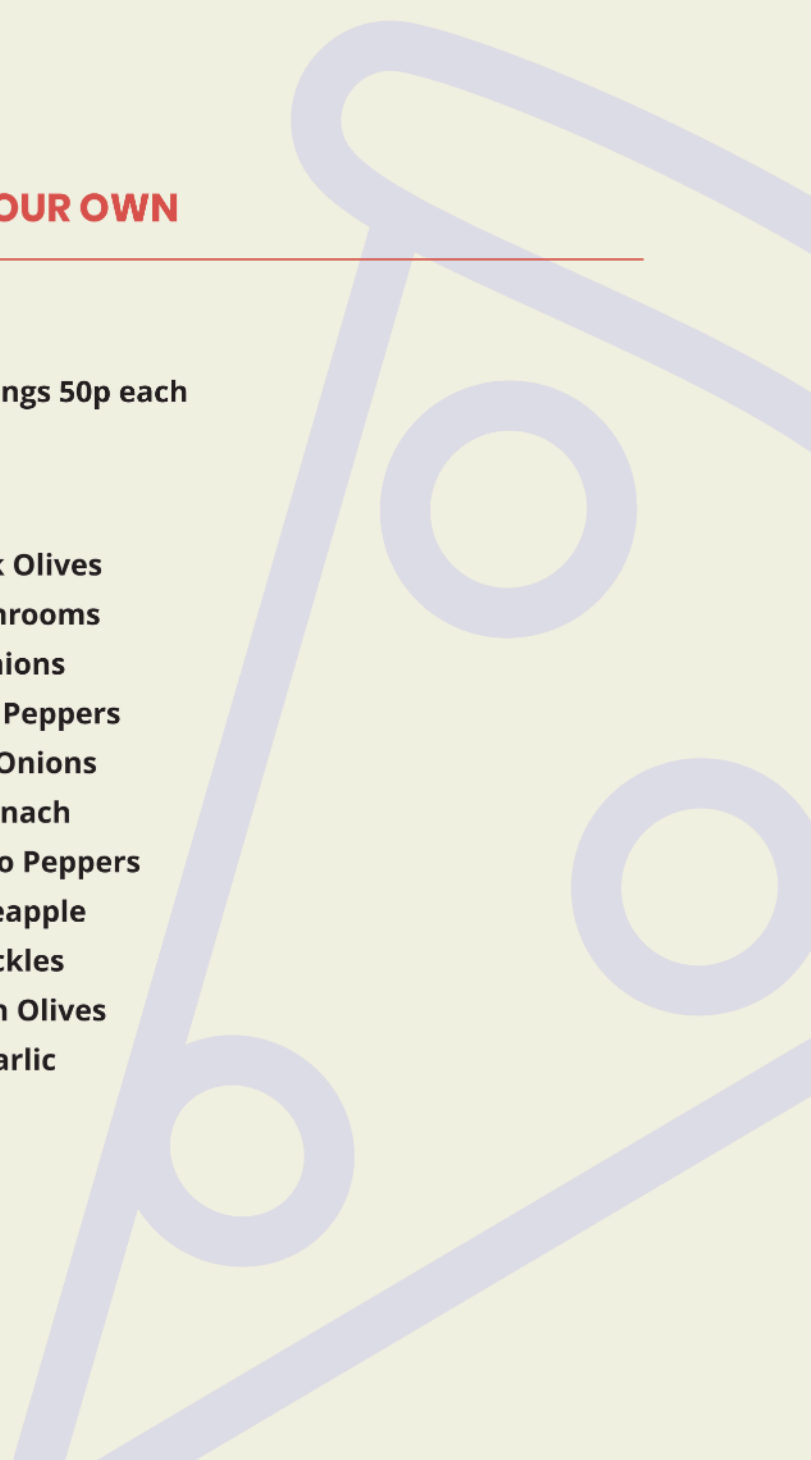 OUR OWN
ngs 50p each
k Olives
hrooms
nions
Peppers
Onions
nach
o Peppers
eapple
ckles
n Olives
arlic